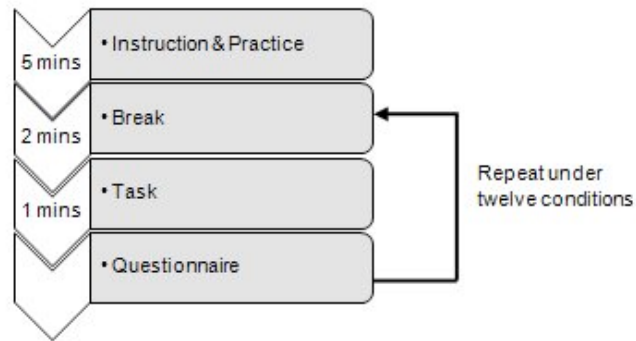 5 mins
• Instruction & Practice
2 mins
• Break
1 mins
• Task
• Questionnaire
Repeat under
twelve conditions